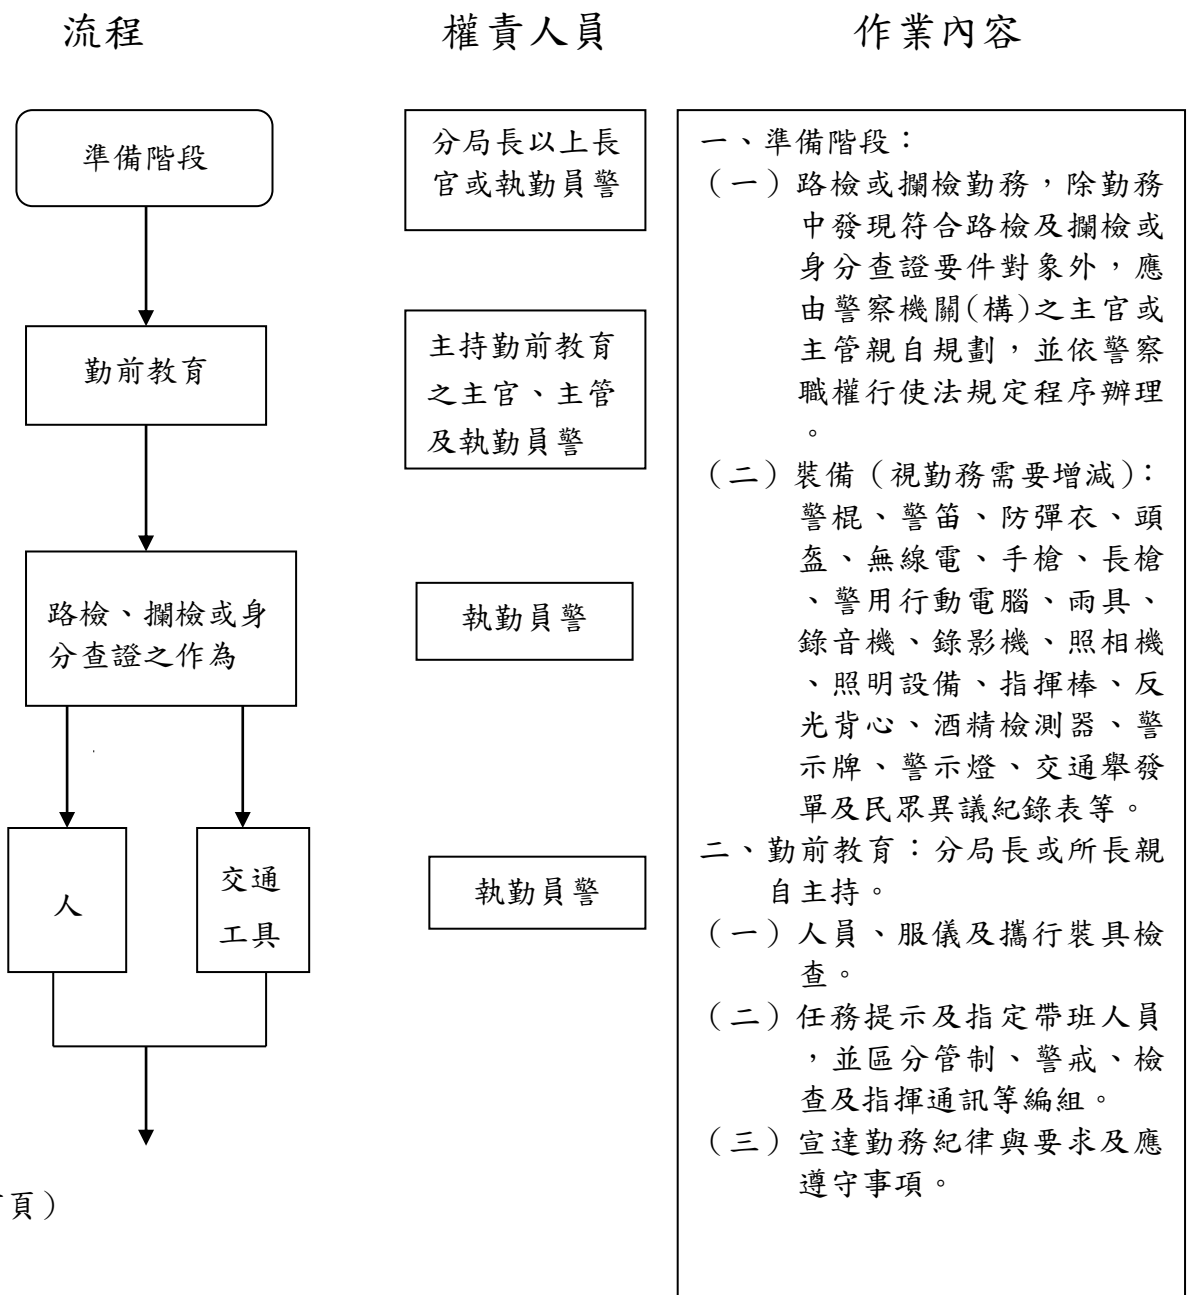 流程
權責人員
作業內容
準備階段
分局長以上長
官或執勤員警
勤前教育
主持勤前教育
之主官、主管
及執勤員警
路檢、攔檢或身
分查證之作為
執勤員警
人
交通
工具
執勤員警
一、準備階段：
（一）路檢或攔檢勤務，除勤務
中發現符合路檢及攔檢或
身分查證要件對象外，應
由警察機關(構)之主官或
主管親自規劃，並依警察
職權行使法規定程序辦理
。
（二）裝備（視勤務需要增減）：
警棍、警笛、防彈衣、頭
盔、無線電、手槍、長槍
、警用行動電腦、雨具、
錄音機、錄影機、照相機
、照明設備、指揮棒、反
光背心、酒精檢測器、警
示牌、警示燈、交通舉發
單及民眾異議紀錄表等。
二、勤前教育：分局長或所長親
自主持。
（一）人員、服儀及攜行裝具檢
查。
（二）任務提示及指定帶班人員
，並區分管制、警戒、檢
查及指揮通訊等編組。
（三）宣達勤務紀律與要求及應
遵守事項。
頁）